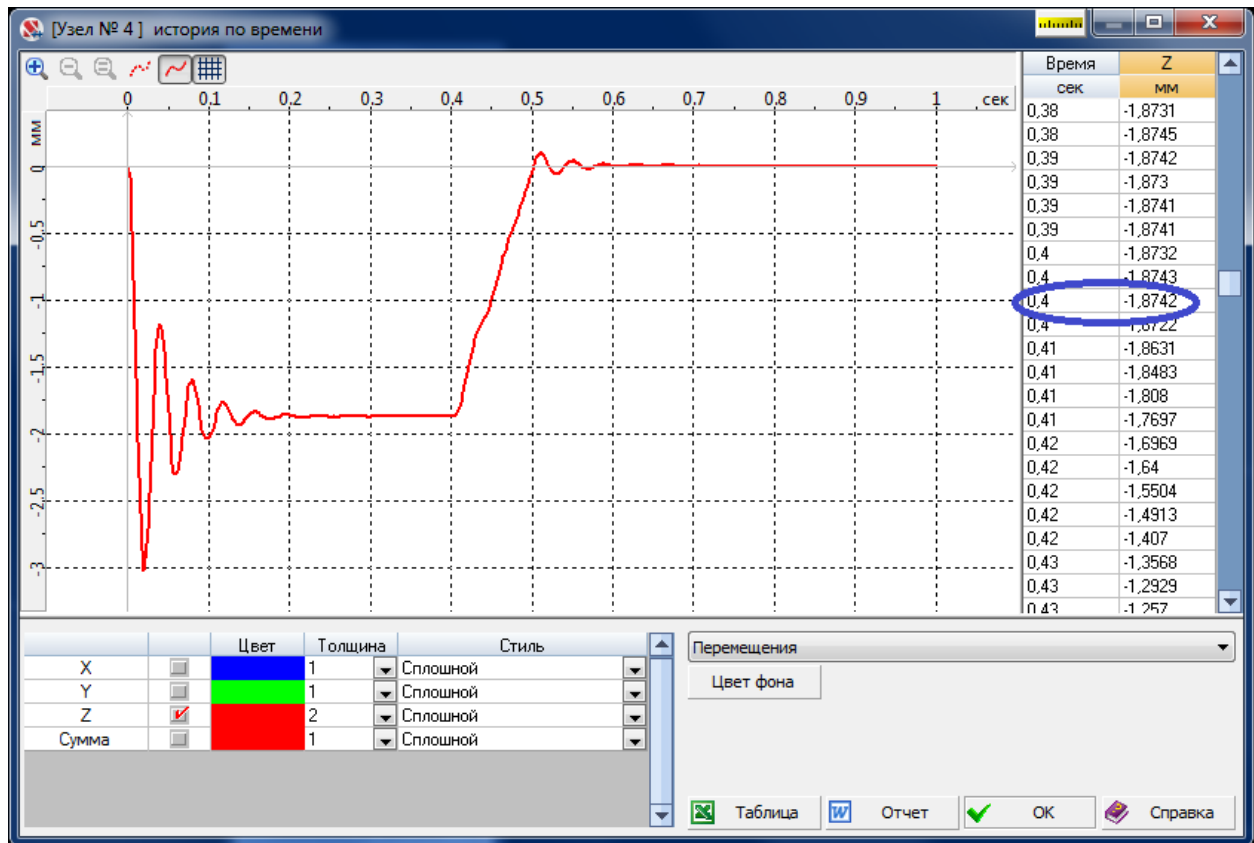 [Узел № 4 ] история по времени
0 0,1 0,2 0,3 0,4 0,5 0,6 0,7 0,8 0,9 1 сек
мм
0
-0,5
-1
-1,5
-2
-2,5
-3
Время Z
сек мм
0,38 -1,8731
0,38 -1,8745
0,39 -1,8742
0,39 -1,873
0,39 -1,8741
0,39 -1,8741
0,4 -1,8732
0,4 -1,8743
0,4 -1,8742
0,4 -1,8722
0,41 -1,8631
0,41 -1,8483
0,41 -1,808
0,41 -1,7697
0,42 -1,6969
0,42 -1,64
0,42 -1,5504
0,42 -1,4913
0,42 -1,407
0,43 -1,3568
0,43 -1,2929
0,43 -1,257
Цвет Толщина Стиль
X 1 Сплошной
Y 1 Сплошной
Z 2 Сплошной
Сумма 1 Сплошной
Перемещения
Цвет фона
Таблица Отчет ОК Справка